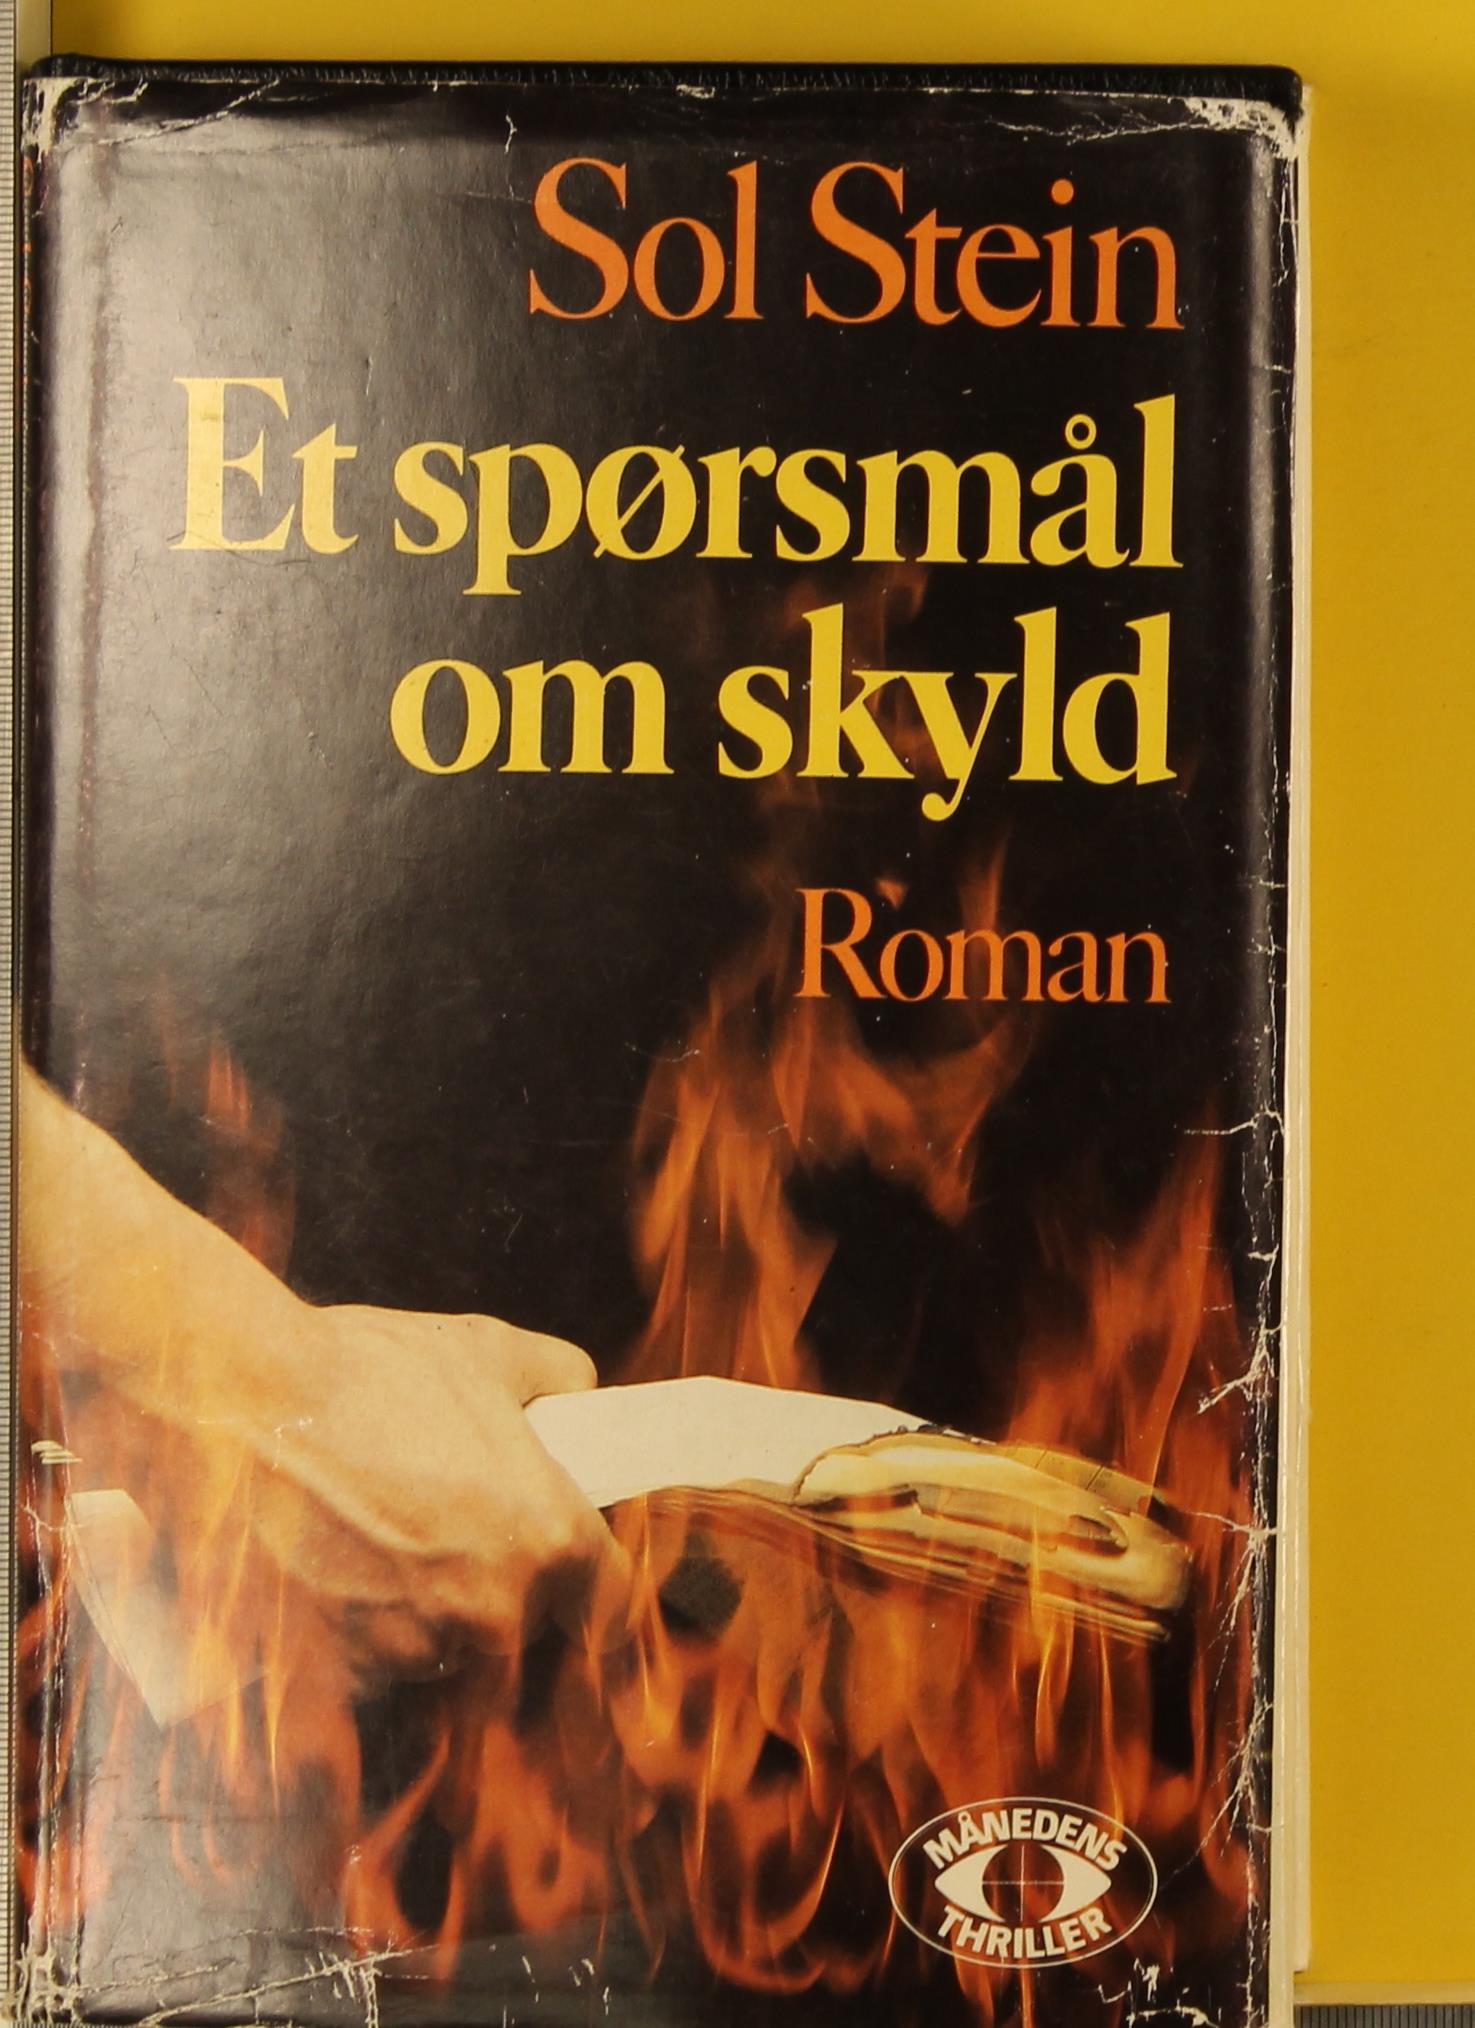 Sol Stein
Et spørsmål
om skyld
Roman
MÅNEDENS
THRILLER